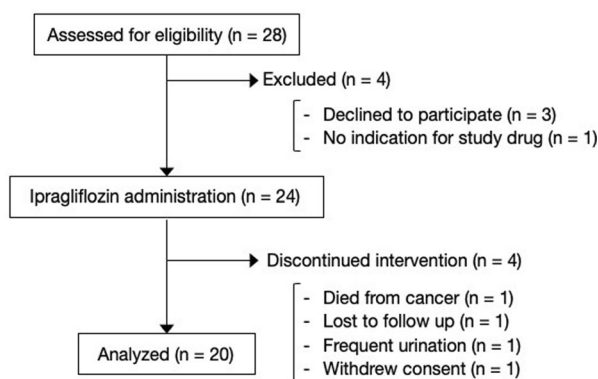 Assessed for eligibility (n = 28)
Excluded (n = 4)
- Declined to participate (n = 3)
- No indication for study drug (n = 1)
Ipragliflozin administration (n = 24)
Discontinued intervention (n = 4)
- Died from cancer (n = 1)
- Lost to follow up (n = 1)
- Frequent urination (n = 1)
- Withdrew consent (n = 1)
Analyzed (n = 20)